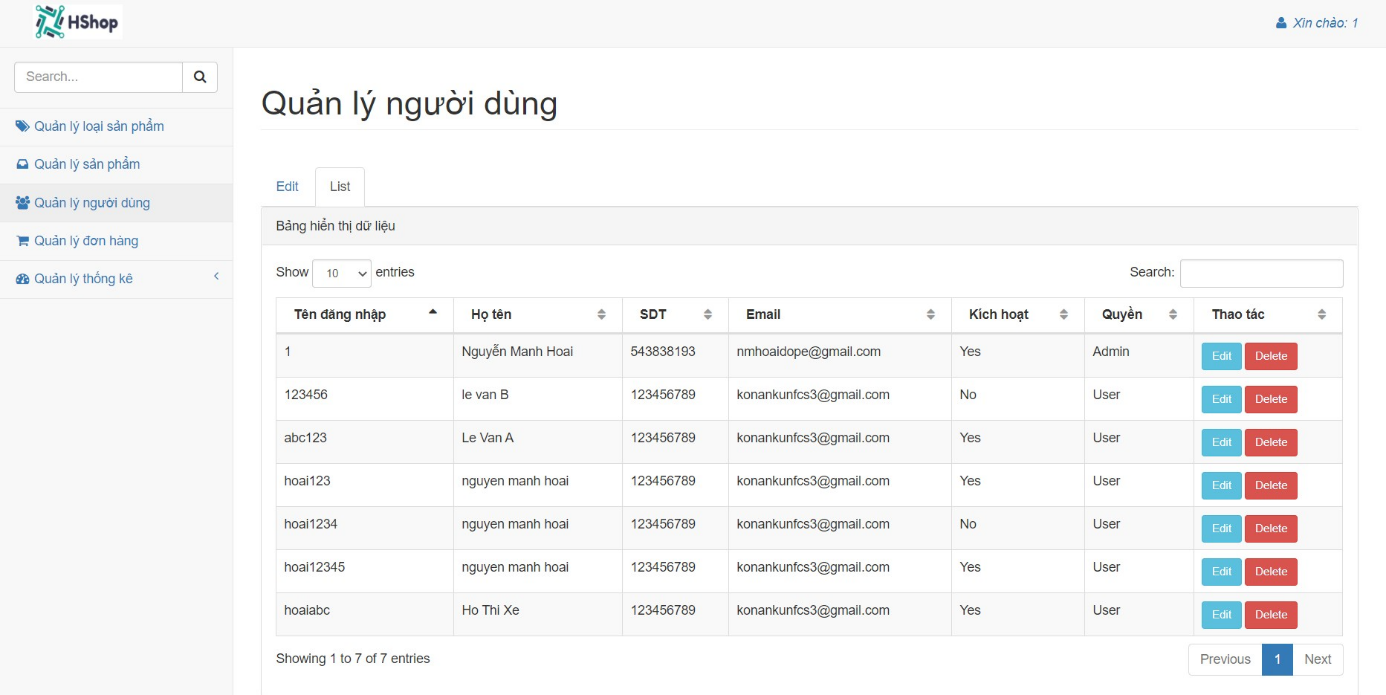 HShop
Xin chào: 1
Search...
Quản lý loại sản phẩm
Quản lý sản phẩm
Quản lý người dùng
Quản lý đơn hàng
Quản lý thống kê
Quản lý người dùng
Edit List
Bảng hiển thị dữ liệu
Show 10 entries Search:
Tên đăng nhập Họ tên SDT Email Kích hoạt Quyền Thao tác
1 Nguyễn Manh Hoai 543838193 nmhoaidope@gmail.com Yes Admin Edit Delete
123456 le van B 123456789 konankunfcs3@gmail.com No User Edit Delete
abc123 Le Van A 123456789 konankunfcs3@gmail.com Yes User Edit Delete
hoai123 nguyen manh hoai 123456789 konankunfcs3@gmail.com Yes User Edit Delete
hoai1234 nguyen manh hoai 123456789 konankunfcs3@gmail.com No User Edit Delete
hoai12345 nguyen manh hoai 123456789 konankunfcs3@gmail.com Yes User Edit Delete
hoaiabc Ho Thi Xe 123456789 konankunfcs3@gmail.com Yes User Edit Delete
Showing 1 to 7 of 7 entries Previous 1 Next